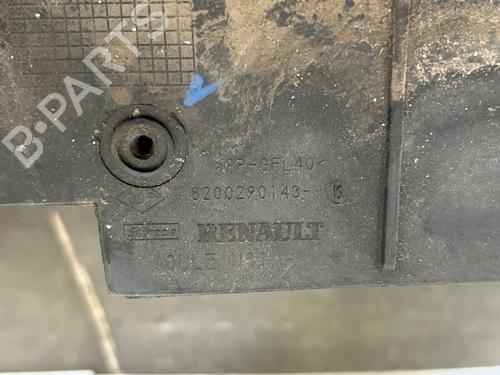 B-PARTS
>PP-GFL40<
8200290143--
RENAULT